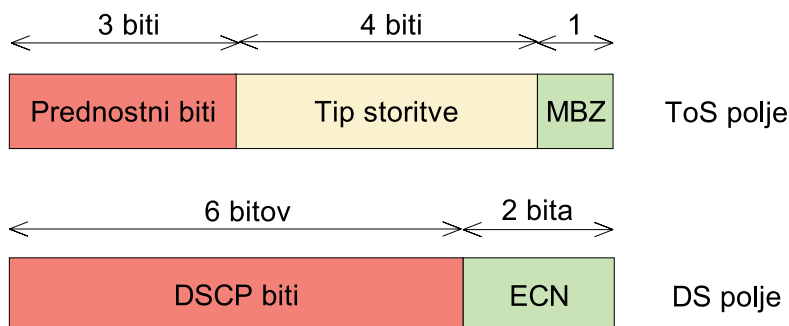 3 biti 4 biti 1
Prednostni biti Tip storitve MBZ ToS polje
6 bitov 2 bita
DSCP biti ECN DS polje